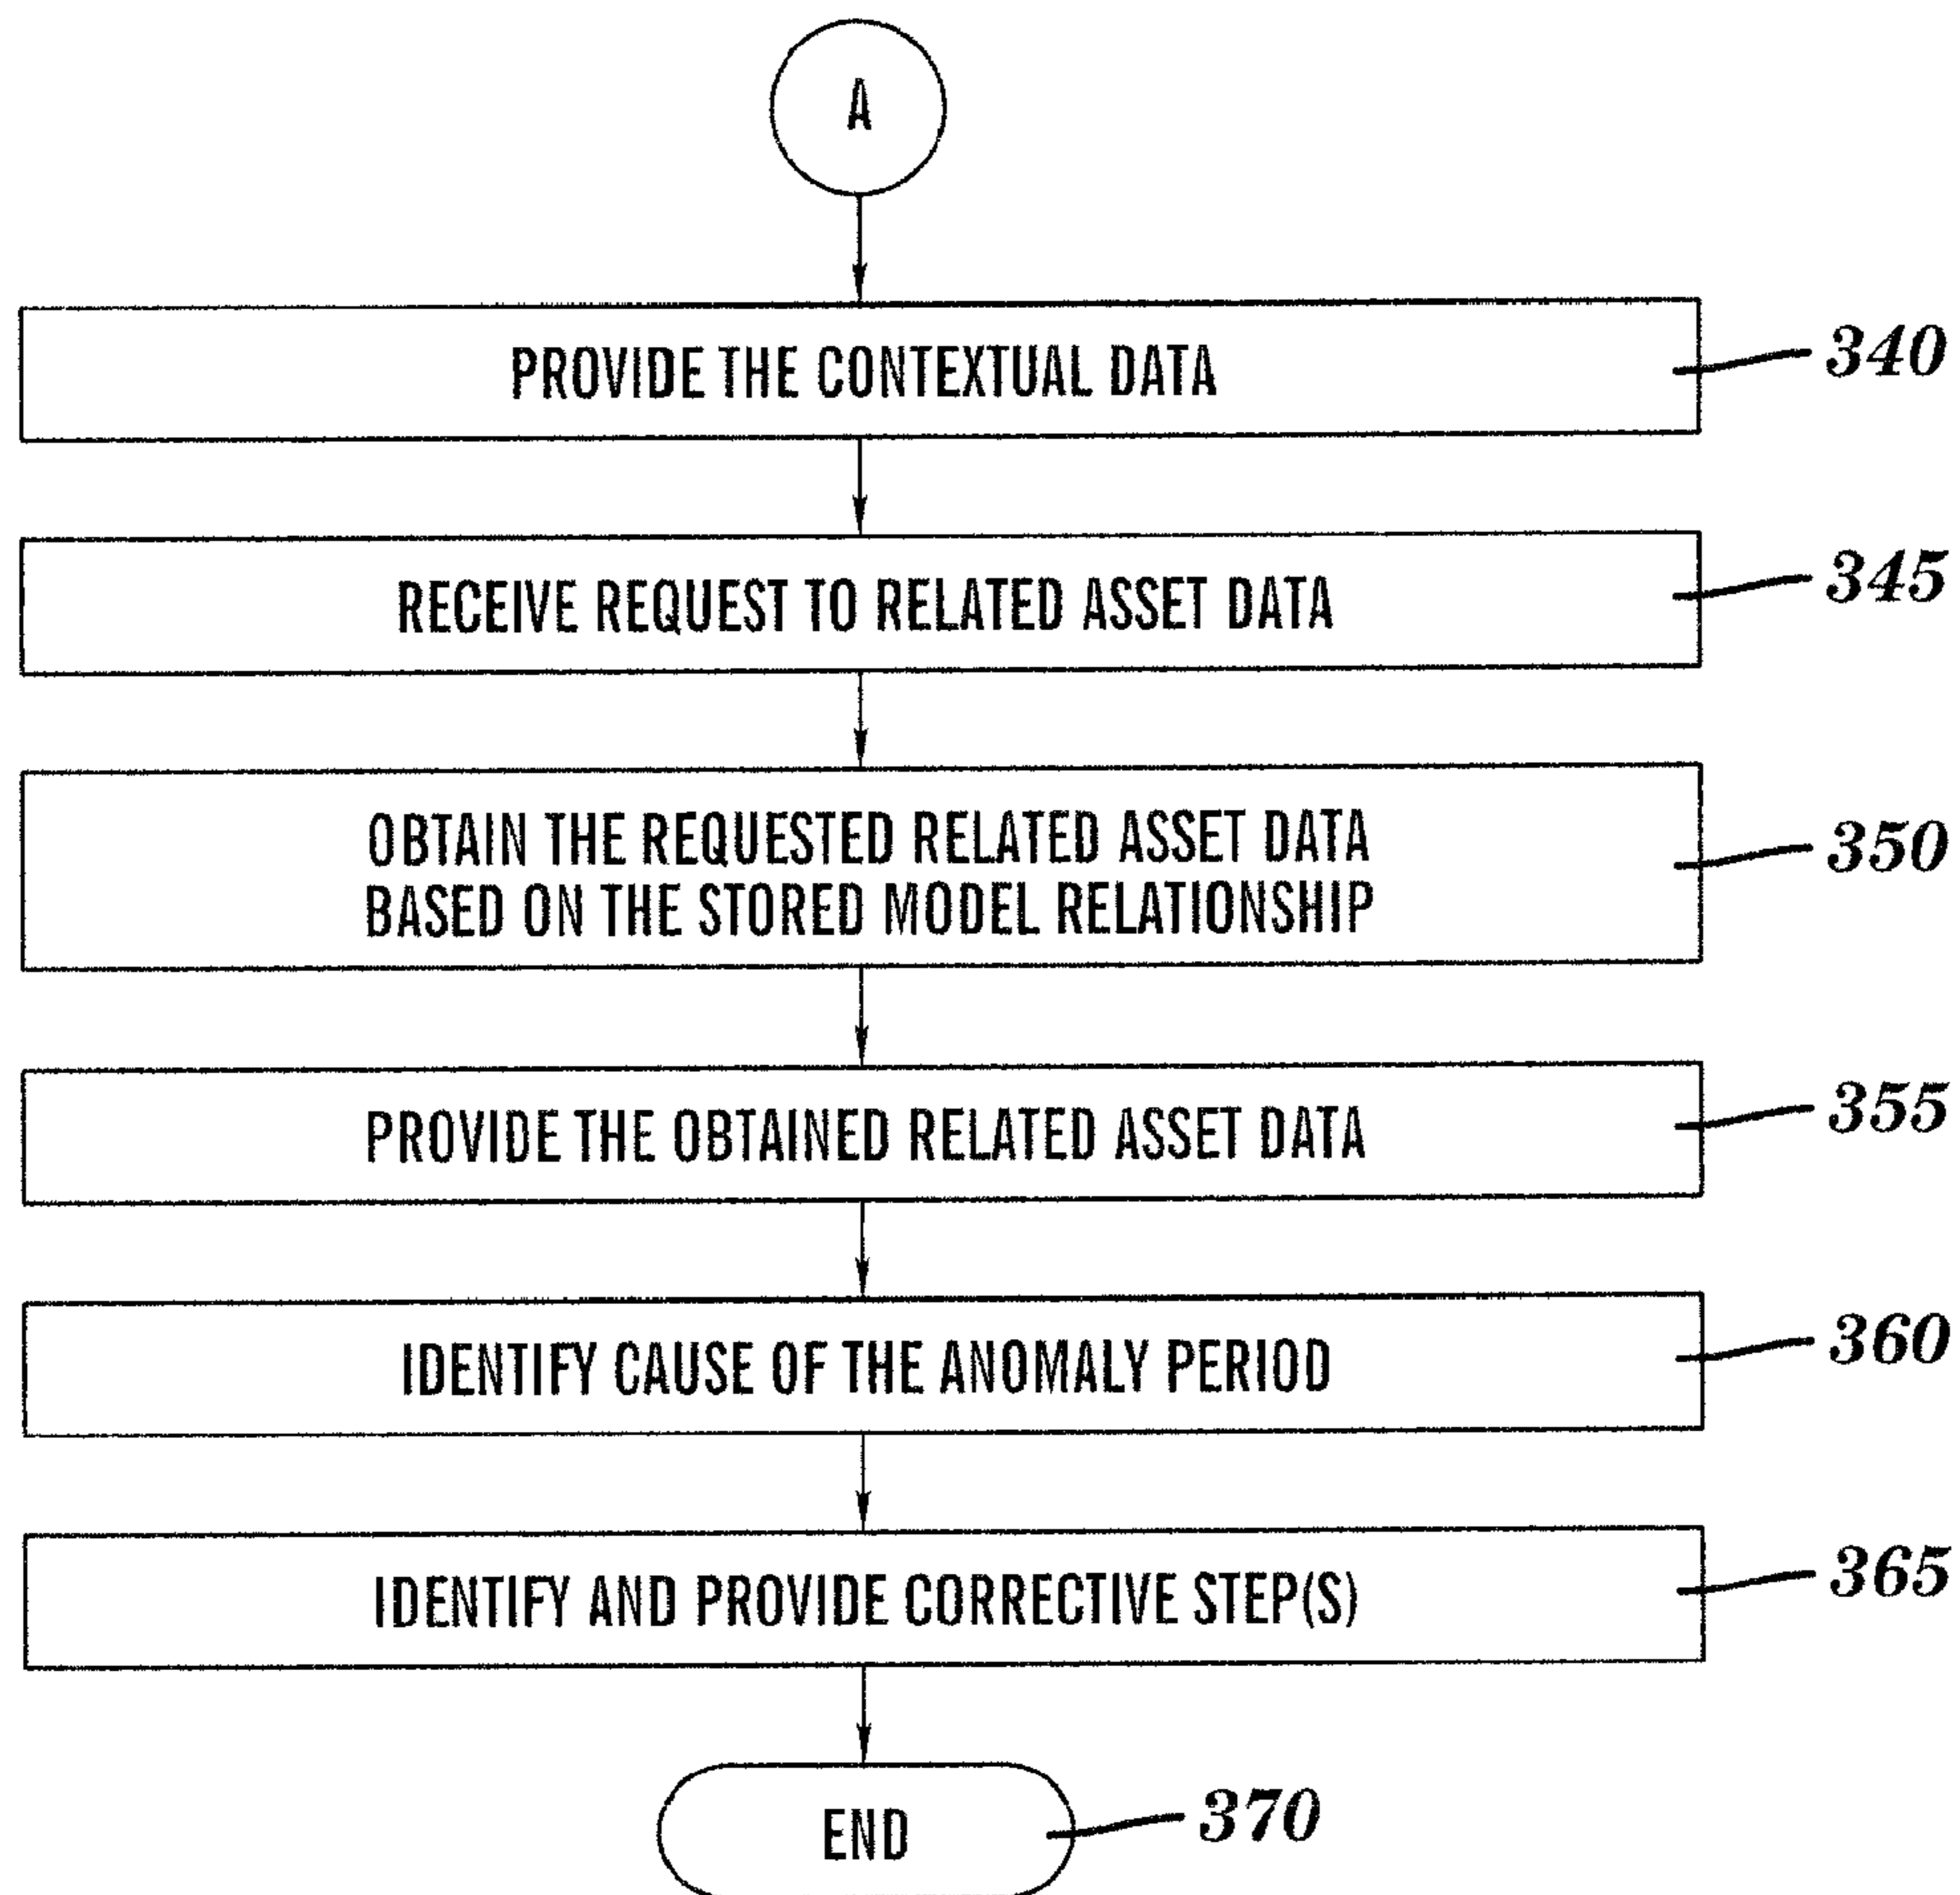 A
PROVIDE THE CONTEXTUAL DATA
340
RECEIVE REQUEST TO RELATED ASSET DATA
345
OBTAIN THE REQUESTED RELATED ASSET DATA
BASED ON THE STORED MODEL RELATIONSHIP
350
PROVIDE THE OBTAINED RELATED ASSET DATA
355
IDENTIFY CAUSE OF THE ANOMALY PERIOD
360
IDENTIFY AND PROVIDE CORRECTIVE STEP(S)
365
END
370